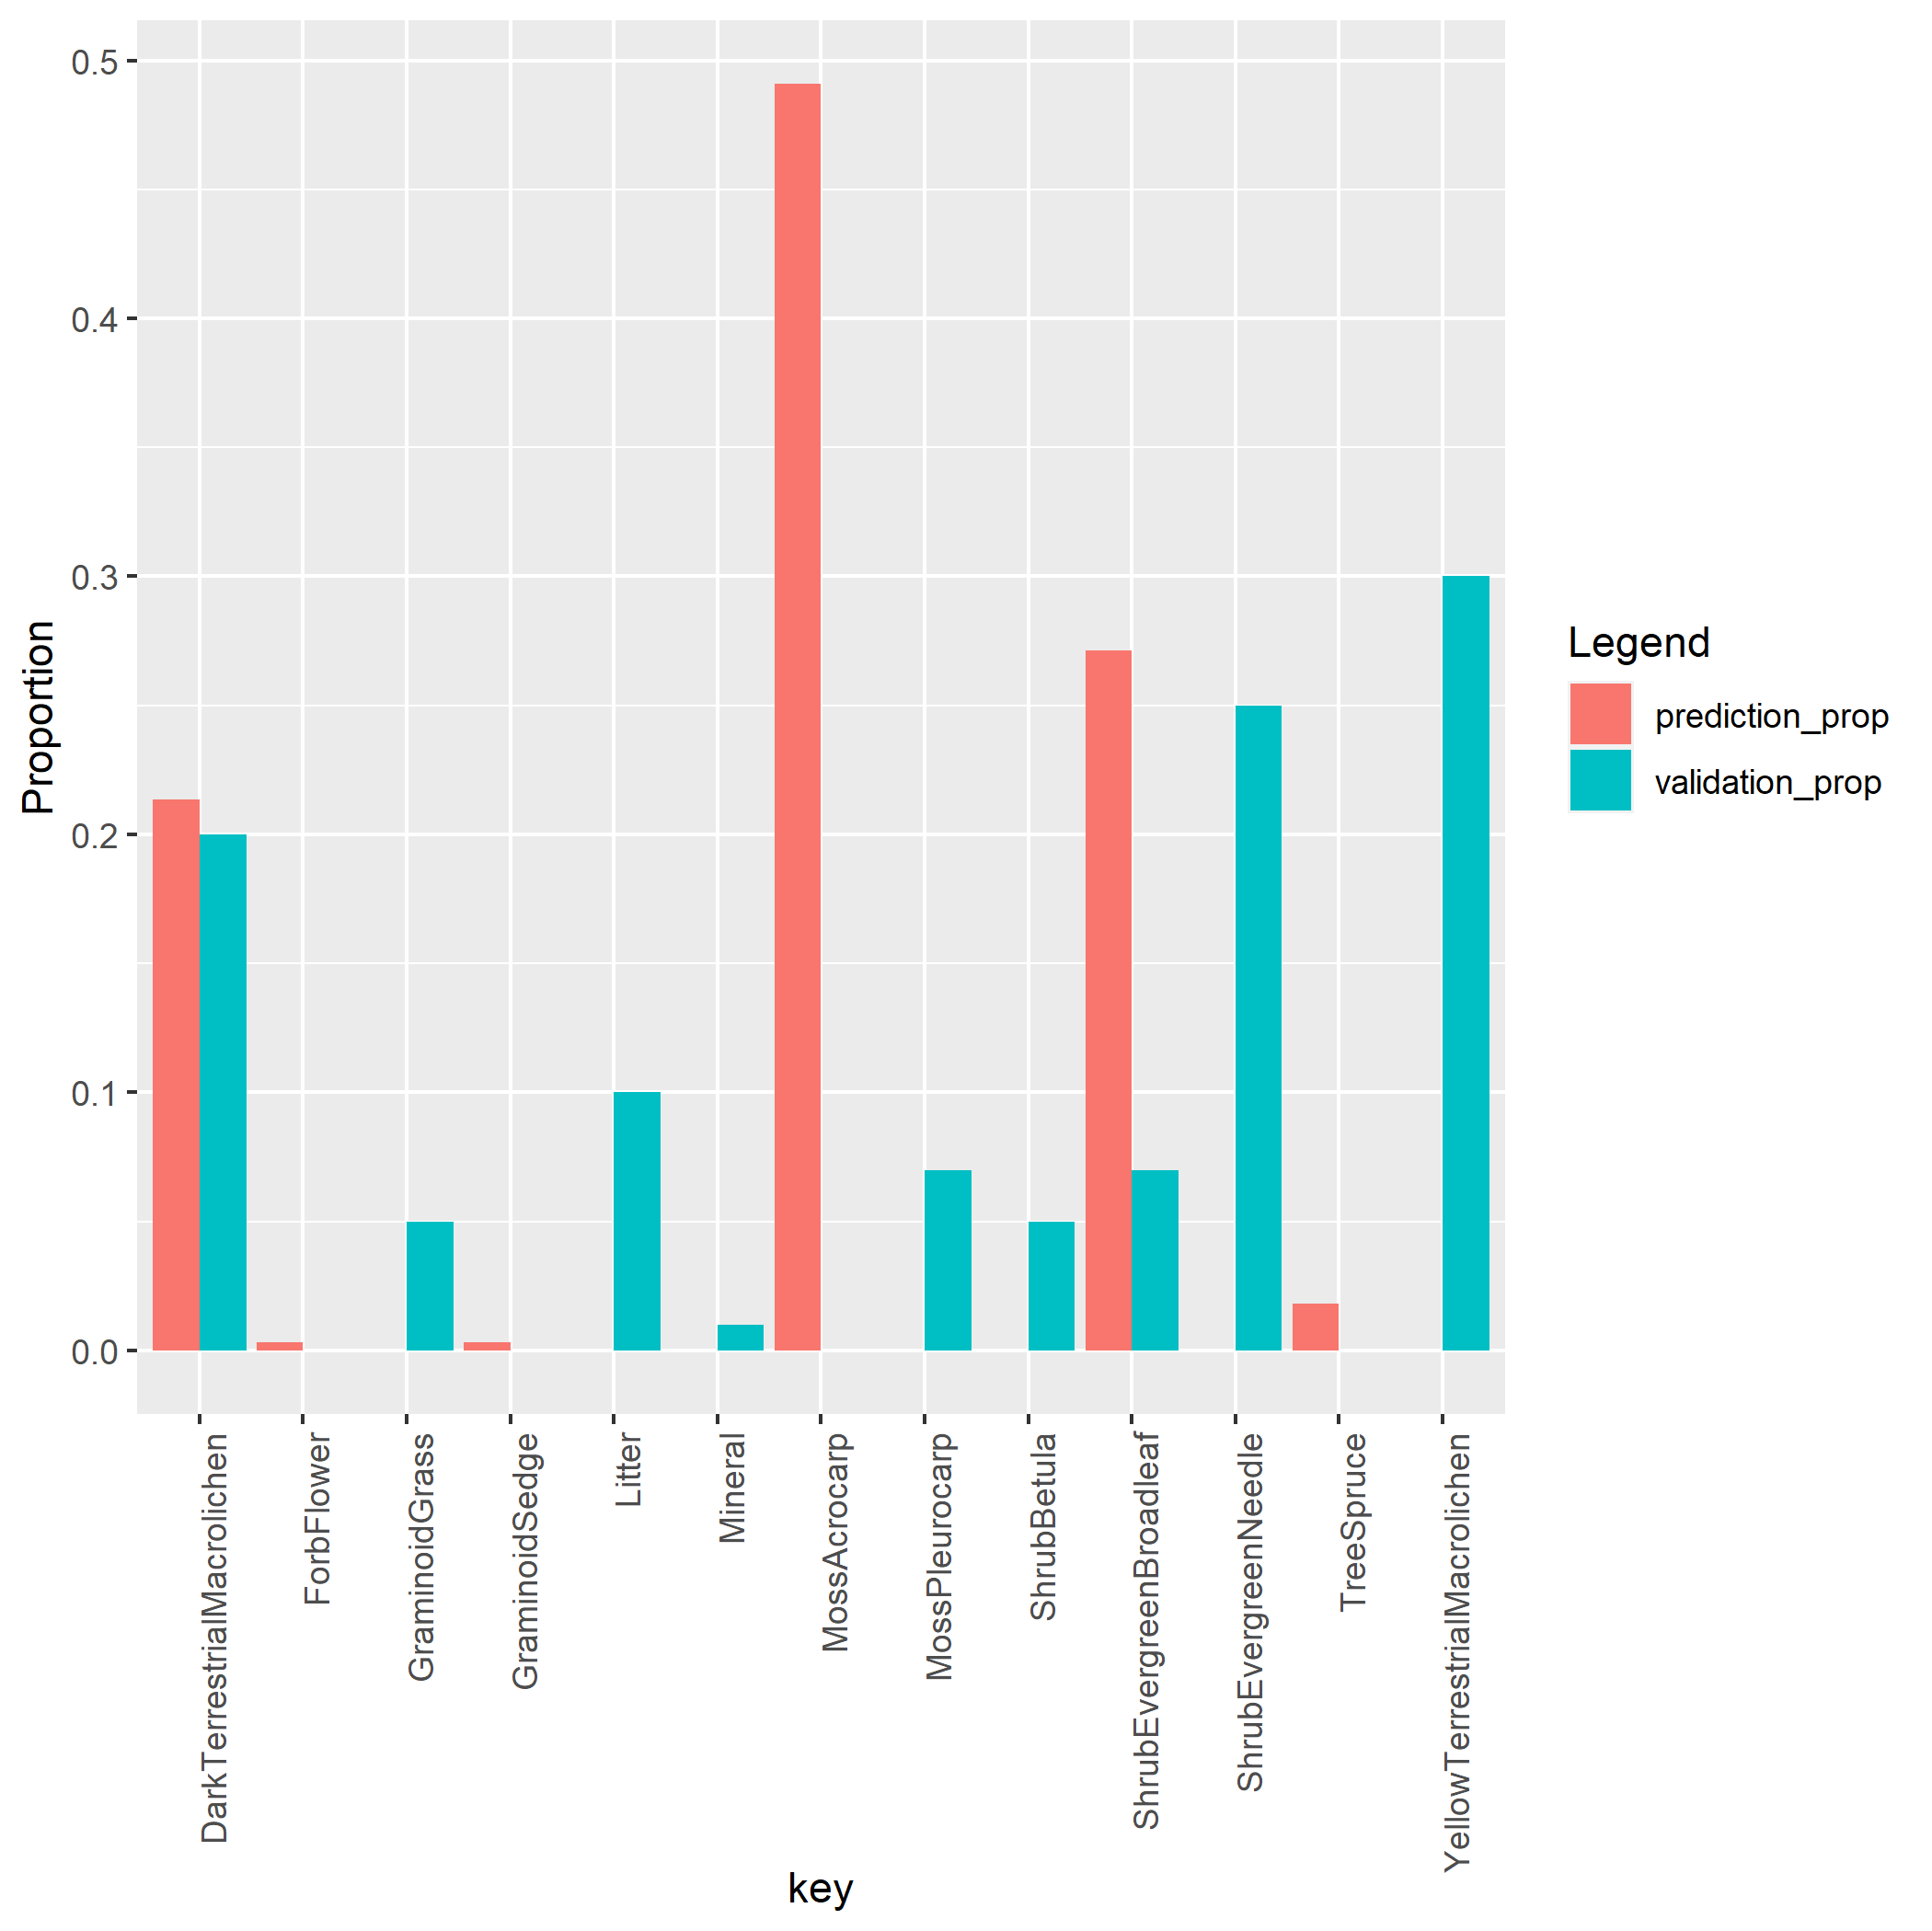 0.5
0.4
0.3
0.2
0.1
0.0
Proportion
DarkTerrestrialMacrolichen
ForbFlower
GraminoidGrass
GraminoidSedge
Litter
Mineral
MossAcrocarp
MossPleurocarp
ShrubBetula
ShrubEvergreenBroadleaf
ShrubEvergreenNeedle
TreeSpruce
YellowTerrestrialMacrolichen
key
Legend
prediction_prop
validation_prop